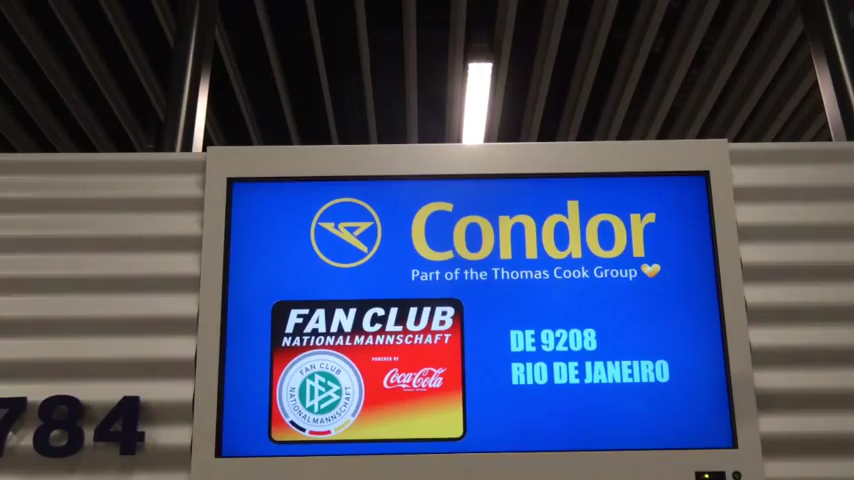 Condor
Part of the Thomas Cook Group
FAN CLUB
NATIONALMANNSCHAFT
POWERED BY
Coca-Cola
FAN CLUB
DFB
NATIONALMANNSCHAFT
DE 9208
RIO DE JANEIRO
784